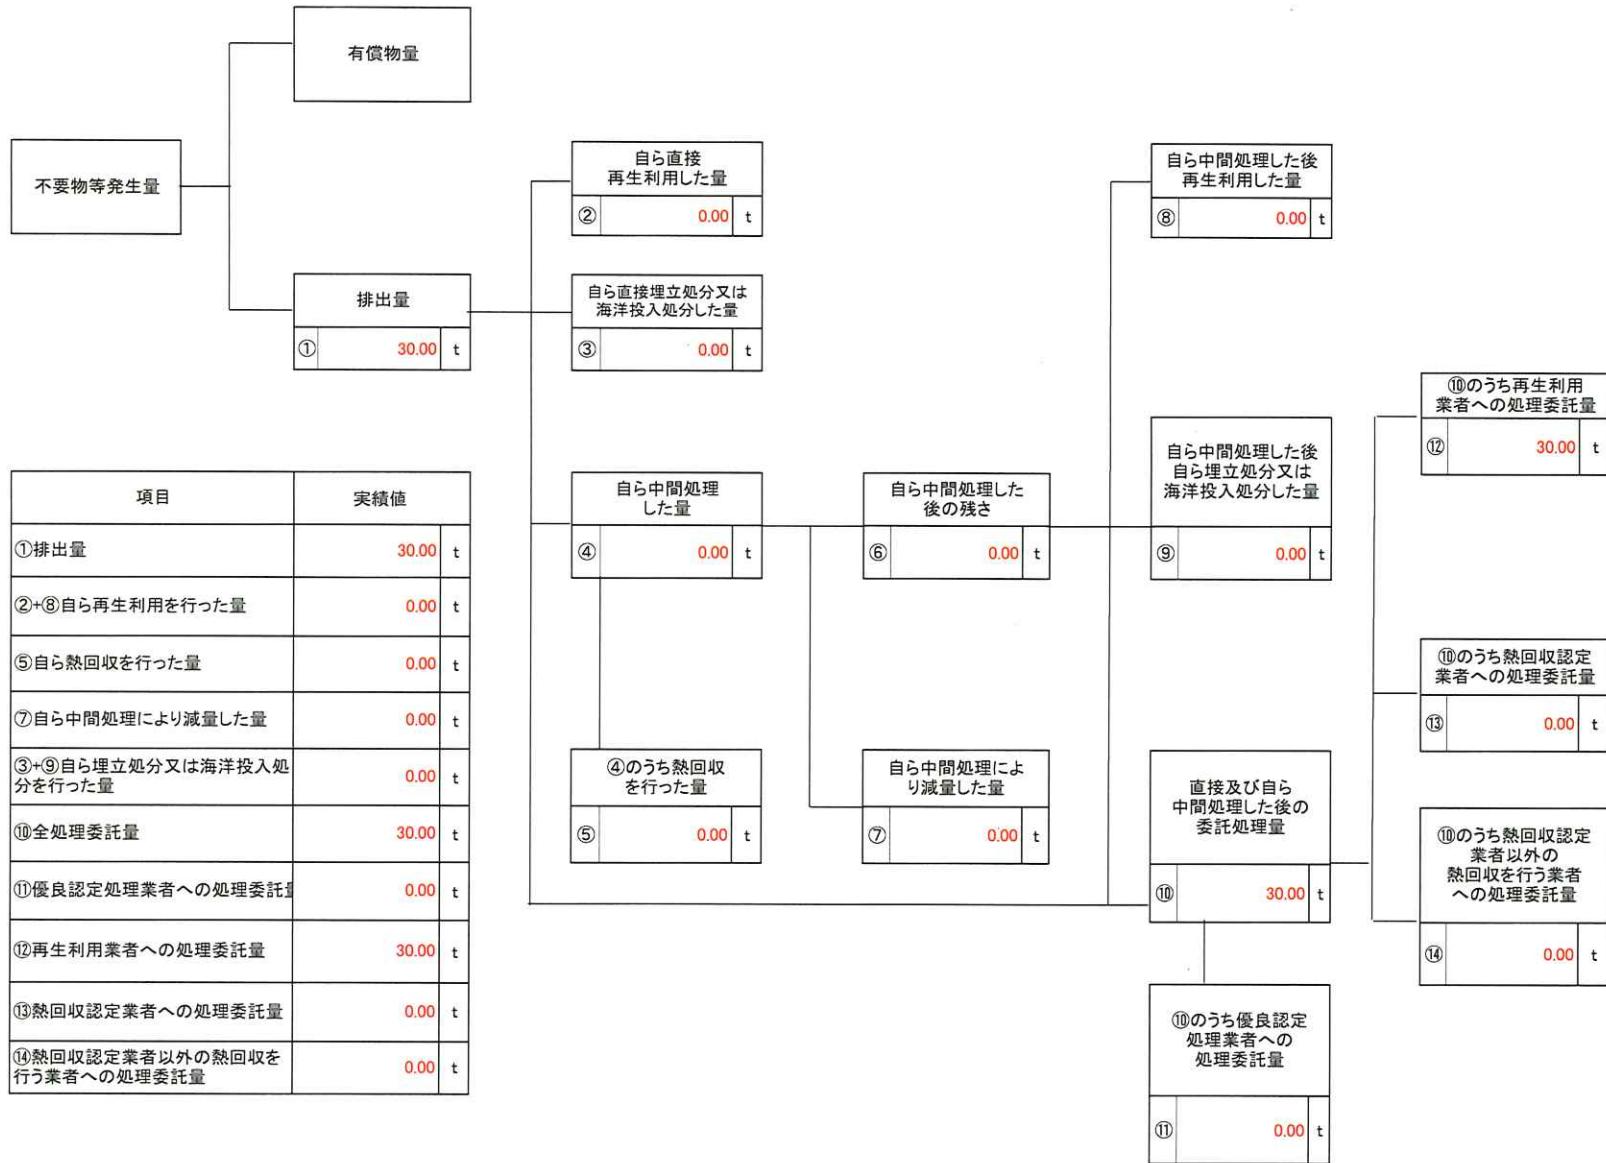 有償物量
不要物等発生量
排出量
① 30.00 t
自ら直接
再生利用した量
② 0.00 t
自ら直接埋立処分又は
海洋投入処分した量
③ 0.00 t
自ら中間処理
した量
④ 0.00 t
④のうち熱回収
を行った量
⑤ 0.00 t
自ら中間処理した
後の残さ
⑥ 0.00 t
自ら中間処理によ
り減量した量
⑦ 0.00 t
自ら中間処理した後
再生利用した量
⑧ 0.00 t
自ら中間処理した後
自ら埋立処分又は
海洋投入処分した量
⑨ 0.00 t
直接及び自ら
中間処理した後の
委託処理量
⑩ 30.00 t
⑩のうち優良認定
処理業者への
処理委託量
⑪ 0.00 t
⑩のうち再生利用
業者への処理委託量
⑫ 30.00 t
⑩のうち熱回収認定
業者への処理委託量
⑬ 0.00 t
⑩のうち熱回収認定
業者以外の
熱回収を行う業者
への処理委託量
⑭ 0.00 t
項目 実績値
①排出量 30.00 t
②+⑧自ら再生利用を行った量 0.00 t
⑤自ら熱回収を行った量 0.00 t
⑦自ら中間処理により減量した量 0.00 t
③+⑨自ら埋立処分又は海洋投入処
分を行った量 0.00 t
⑩全処理委託量 30.00 t
⑪優良認定処理業者への処理委託 0.00 t
⑫再生利用業者への処理委託量 30.00 t
⑬熱回収認定業者への処理委託量 0.00 t
⑭熱回収認定業者以外の熱回収を
行う業者への処理委託量 0.00 t